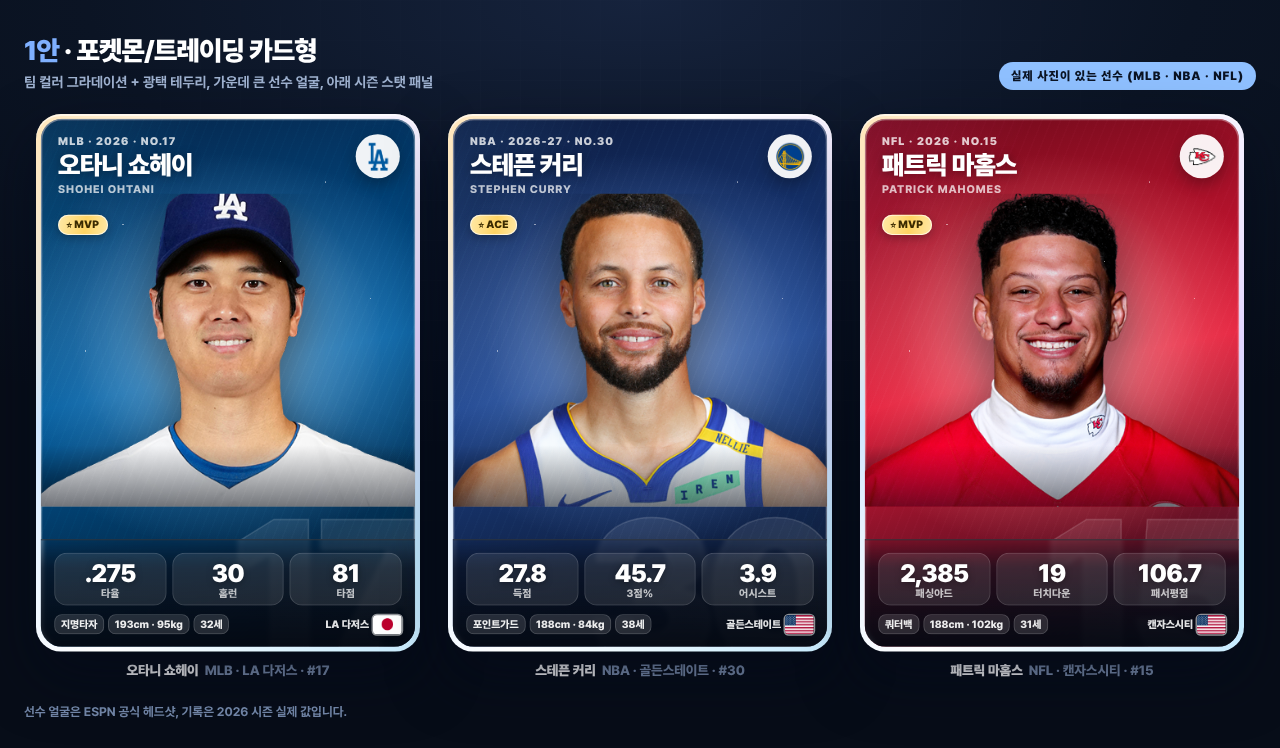 1안 · 포켓몬/트레이딩 카드형
팀 컬러 그라데이션 + 광택 테두리, 가운데 큰 선수 얼굴, 아래 시즌 스탯 패널
실제 사진이 있는 선수 (MLB · NBA · NFL)
MLB · 2026 · NO.17
오타니 쇼헤이
SHOHEI OHTANI
⭐MVP
LA
LA
17
.275
30
81
타율
홈런
타점
지명타자
193cm · 95kg
32세
LA 다저스
오타니 쇼헤이 MLB · LA 다저스 · #17
NBA · 2026-27 · NO.30
스테픈 커리
STEPHEN CURRY
⭐ACE
NELLIE
IREN
27.8
45.7
3.9
득점
3점%
어시스트
포인트카드
188cm · 84kg
38세
골든스테이트
스테픈 커리 NBA · 골든스테이트 · #30
NFL · 2026 · NO.15
패트릭 마홈스
PATRICK MAHOMES
⭐MVP
KC
2,385
19
106.7
패싱야드
터치다운
패서평점
쿼터백
188cm · 102kg
31세
캔자스시티
패트릭 마홈스 NFL · 캔자스시티 · #15
선수 얼굴은 ESPN 공식 헤드샷, 기록은 2026 시즌 실제 값입니다.